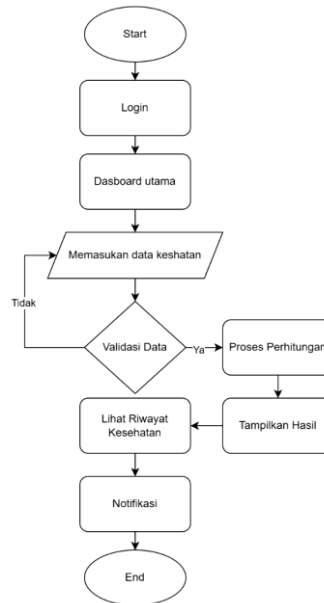 Start
Login
Dasboard utama
Memasukan data keshatan
Tidak
Validasi Data
Ya
Proses Perhitungan
Lihat Riwayat
Kesehatan
Tampilkan Hasil
Notifikasi
End